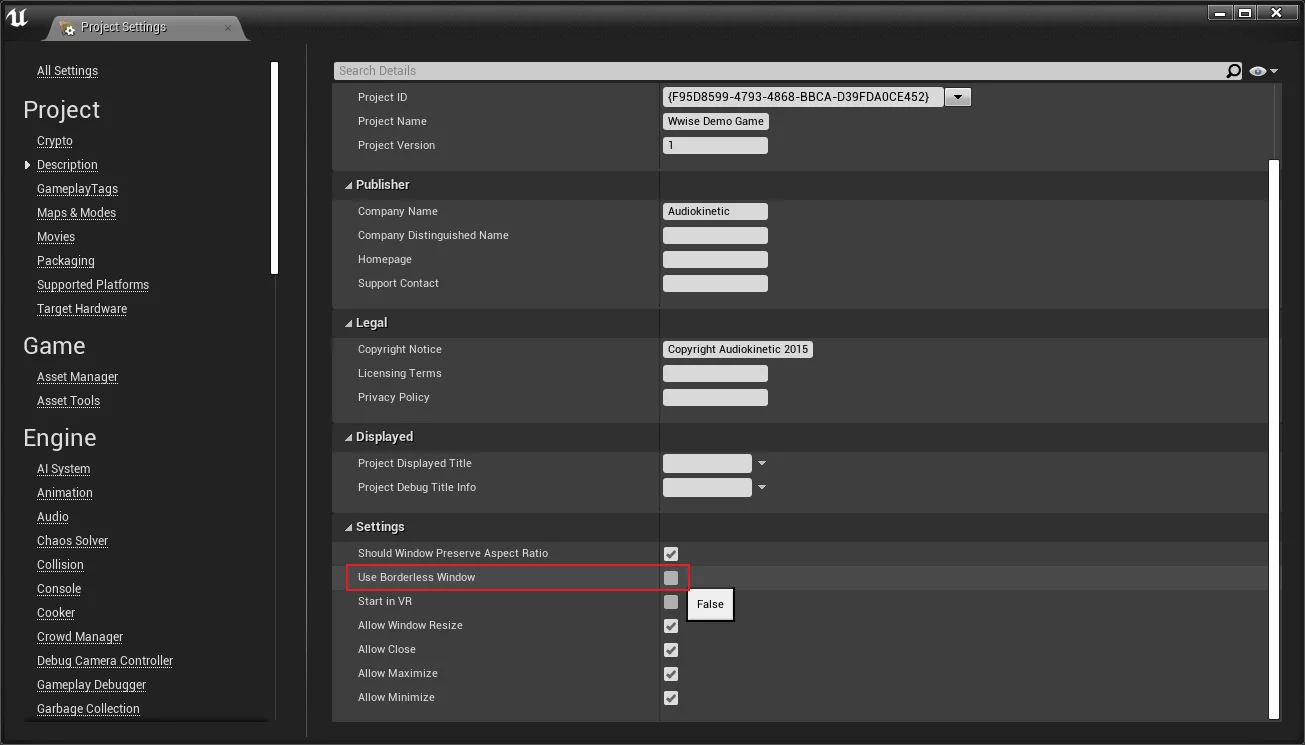 Project Settings
All Settings
Project
Crypto
Description
GameplayTags
Maps & Modes
Movies
Packaging
Supported Platforms
Target Hardware
Game
Asset Manager
Asset Tools
Engine
AI System
Animation
Audio
Chaos Solver
Collision
Console
Cooker
Crowd Manager
Debug Camera Controller
Gameplay Debugger
Garbage Collection
Search Details
Project ID {F95D8599-4793-4868-BBCA-D39FDA0CE452}
Project Name Wwise Demo Game
Project Version 1
Publisher
Company Name Audiokinetic
Company Distinguished Name
Homepage
Support Contact
Legal
Copyright Notice Copyright Audiokinetic 2015
Licensing Terms
Privacy Policy
Displayed
Project Displayed Title
Project Debug Title Info
Settings
Should Window Preserve Aspect Ratio
Use Borderless Window
Start in VR
False
Allow Window Resize
Allow Close
Allow Maximize
Allow Minimize